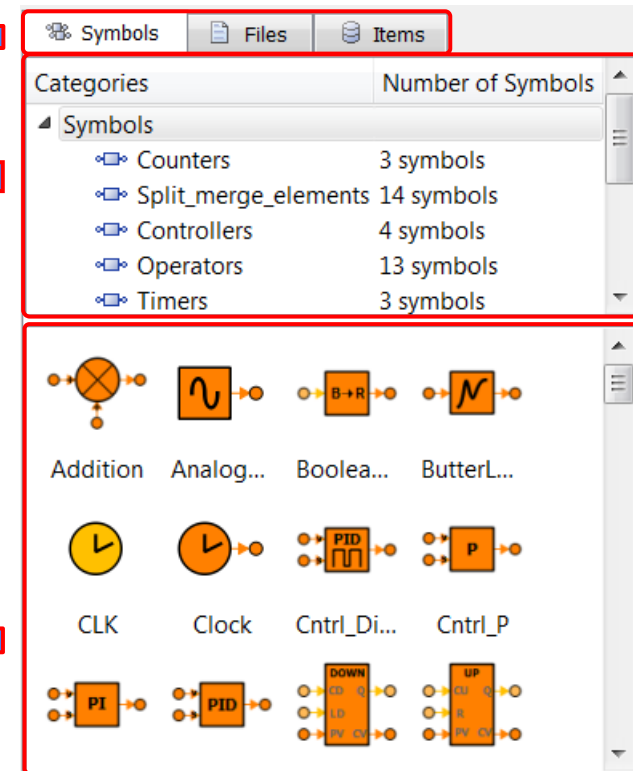 Symbols Files Items
Categories Number of Symbols
Symbols
Counters 3 symbols
Split_merge_elements 14 symbols
Controllers 4 symbols
Operators 13 symbols
Timers 3 symbols
B→R
Addition Analog... Boolea... ButterL...
PID P
CLK Clock Cntrl_Di... Cntrl_P
DOWN UP
PI PID CD Q CU Q
LD R
PV CV PV CV